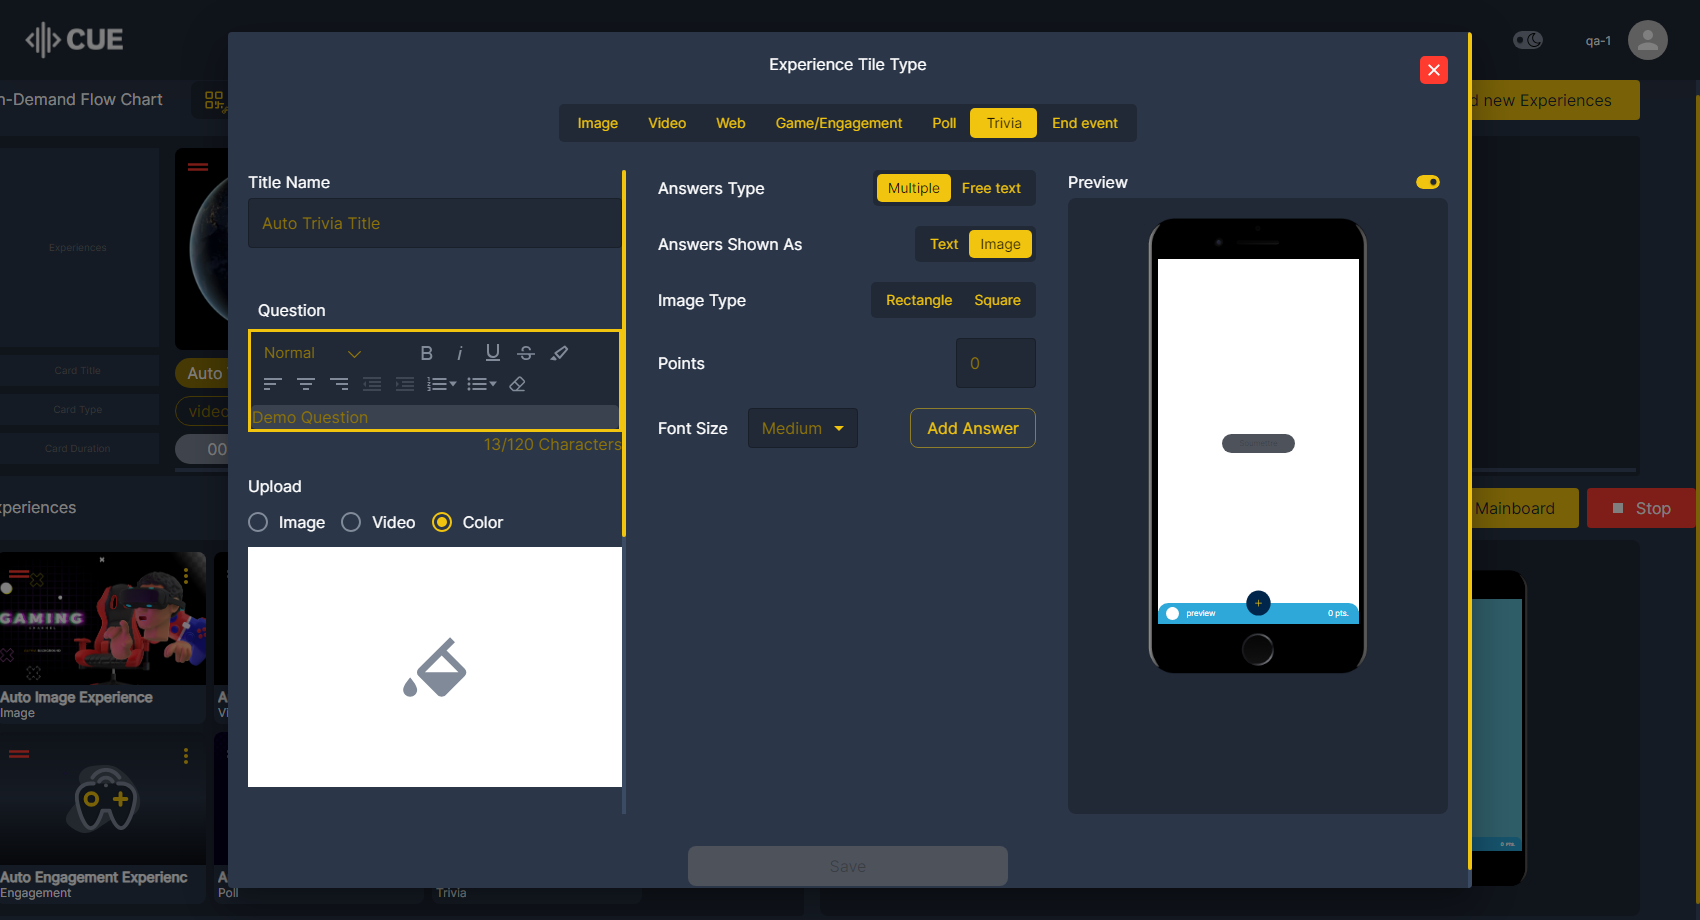 CUE
qa-1
n-Demand Flow Chart
d new Experiences
Experiences
Card Title
Card Type
Card Duration
Auto
video
00
xperiences
Mainboard
Stop
GAMING
Auto Image Experience
Image
Auto Engagement Experienc
Engagement
A
Vi
A
Poll
Trivia
Experience Tile Type
Image
Video
Web
Game/Engagement
Poll
Trivia
End event
Title Name
Auto Trivia Title
Question
Normal
B i U S
Demo Question
13/120 Characters
Upload
Image
Video
Color
Answers Type
Multiple
Free text
Answers Shown As
Text
Image
Image Type
Rectangle
Square
Points
0
Font Size
Medium
Add Answer
Preview
preview
0 pts.
Save